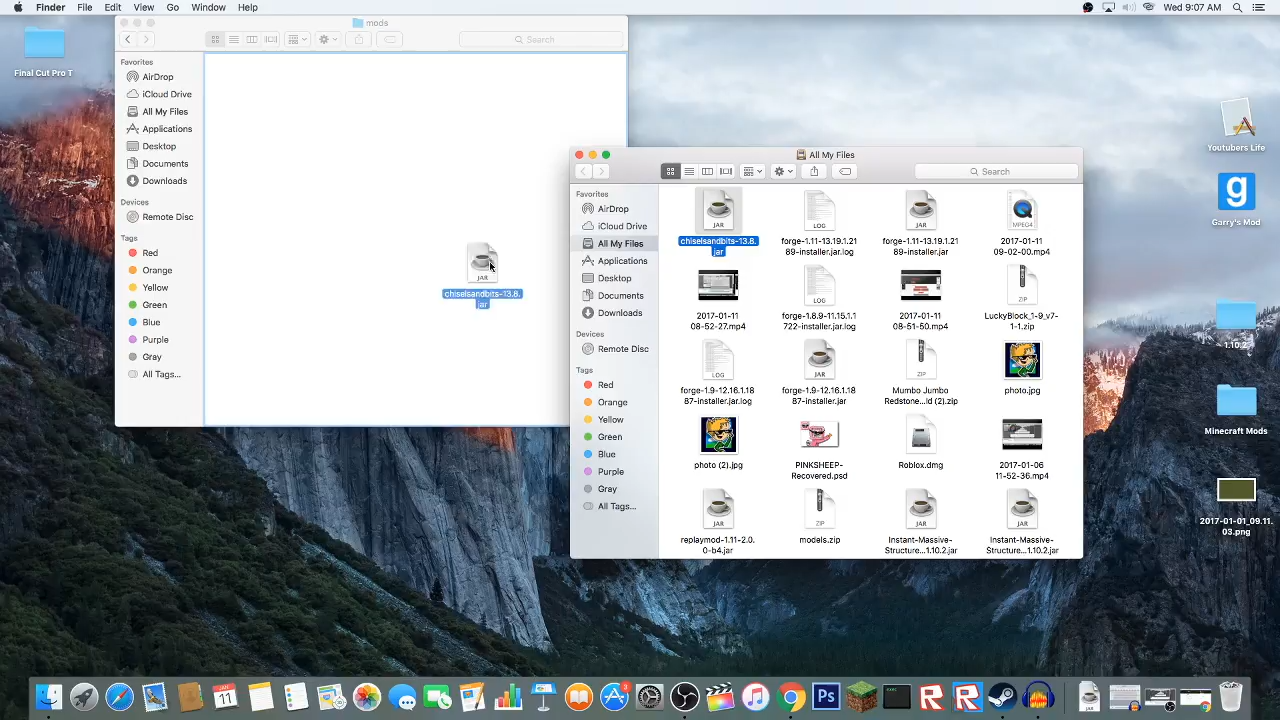 Finder File Edit View Go Window Help
Wed 9:07 AM
Final Cut Pro T
mods
Search
Favorites
AirDrop
iCloud Drive
All My Files
Applications
Desktop
Documents
Downloads
Devices
Remote Disc
Tags
Red
Orange
Yellow
Green
Blue
Purple
Gray
All Tags...
chiselsandbits-13.8.
jar
JAR
All My Files
Search
Favorites
AirDrop
iCloud Drive
All My Files
Applications
Desktop
Documents
Downloads
Devices
Remote Disc
Tags
Red
Orange
Yellow
Green
Blue
Purple
Gray
All Tags...
JAR LOG JAR MPEG4
chiselsandbits-13.8. forge-1.11-13.19.1.21 forge-1.11-13.19.1.21 2017-01-11
jar 89-installer.jar.log 89-installer.jar 09-02-00.mp4
LOG ZIP
2017-01-11 forge-1.8.9-11.15.1.1 2017-01-11 LuckyBlock_1-9_v7-
08-52-27.mp4 722-installer.jar.log 08-51-50.mp4 1-1.zip
LOG JAR ZIP
forge-1.9-12.16.1.18 forge-1.9-12.16.1.18 Mumbo Jumbo photo.jpg
87-installer.jar.log 87-installer.jar Redstone...ld (2).zip
photo (2).jpg PINKSHEEP- Roblox.dmg 2017-01-06
Recovered.psd 11-52-36.mp4
JAR ZIP JAR JAR
replaymod-1.11-2.0. models.zip Instant-Massive- Instant-Massive-
0-b4.jar Structure...1.10.2.jar Structure...1.10.2.jar
Youtubers Life
g
Garry's Mod
1.10.2
Minecraft Mods
2017-01-01_09.11.
03.png
JAN
11
3
Ps
exec
JAR